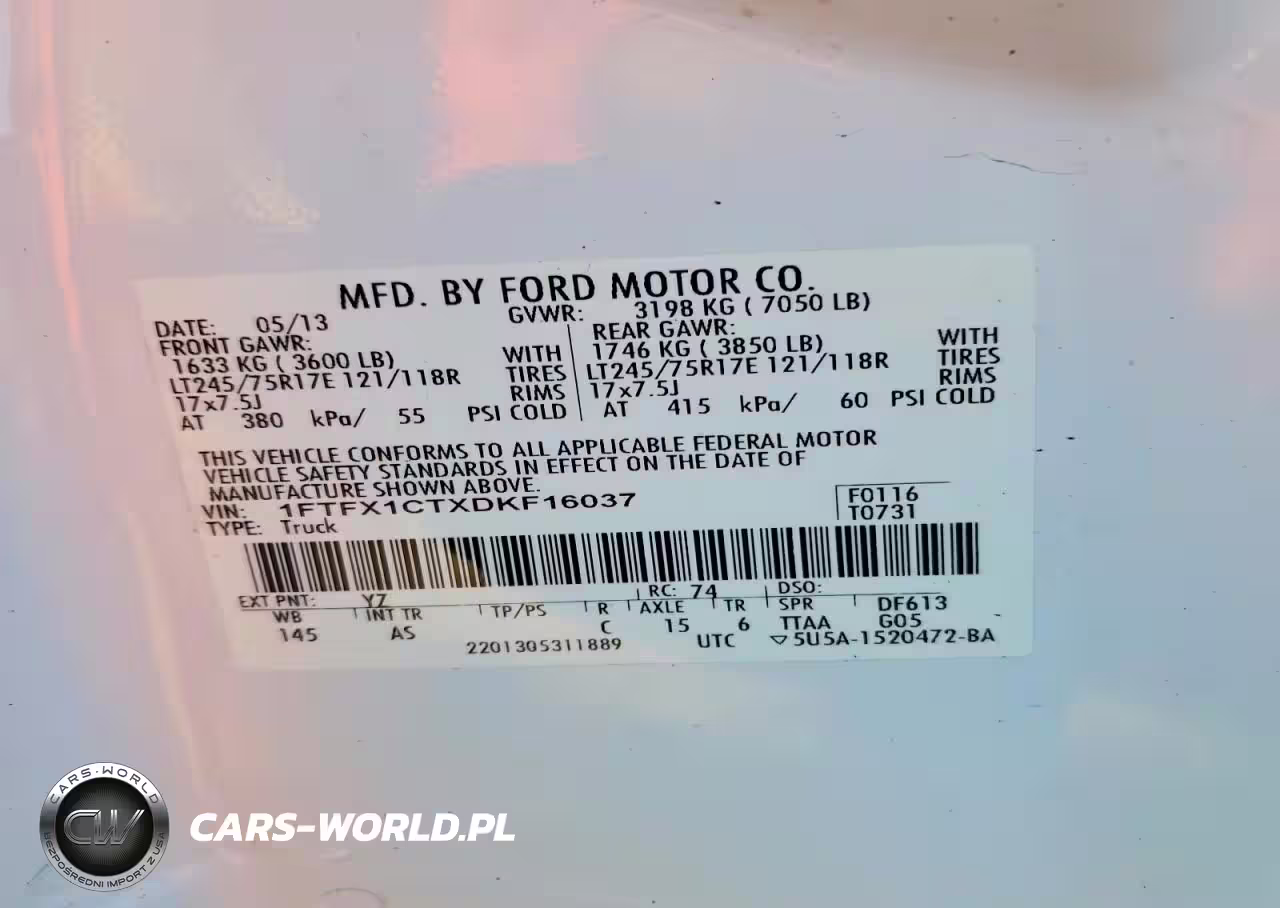 MFD. BY FORD MOTOR CO.
DATE: 05/13 GVWR: 3198 KG ( 7050 LB)
FRONT GAWR: REAR GAWR:
1633 KG ( 3600 LB) WITH 1746 KG ( 3850 LB) WITH
LT245/75R17E 121/118R TIRES LT245/75R17E 121/118R TIRES
17x7.5J RIMS 17x7.5J RIMS
AT 380 kPa/ 55 PSI COLD AT 415 kPa/ 60 PSI COLD
THIS VEHICLE CONFORMS TO ALL APPLICABLE FEDERAL MOTOR
VEHICLE SAFETY STANDARDS IN EFFECT ON THE DATE OF
MANUFACTURE SHOWN ABOVE.
VIN: 1FTFX1CTXDKF16037 F0116
TYPE: Truck T0731
EXT PNT: YZ RC: 74 DSO:
WB INT TR TP/PS R AXLE TR SPR DF613
145 AS C 15 6 TTAA G05
2201305311889 UTC ▽5U5A-1520472-BA
CARS-WORLD
CW
BEZPOŚREDNI IMPORT Z USA
CARS-WORLD.PL